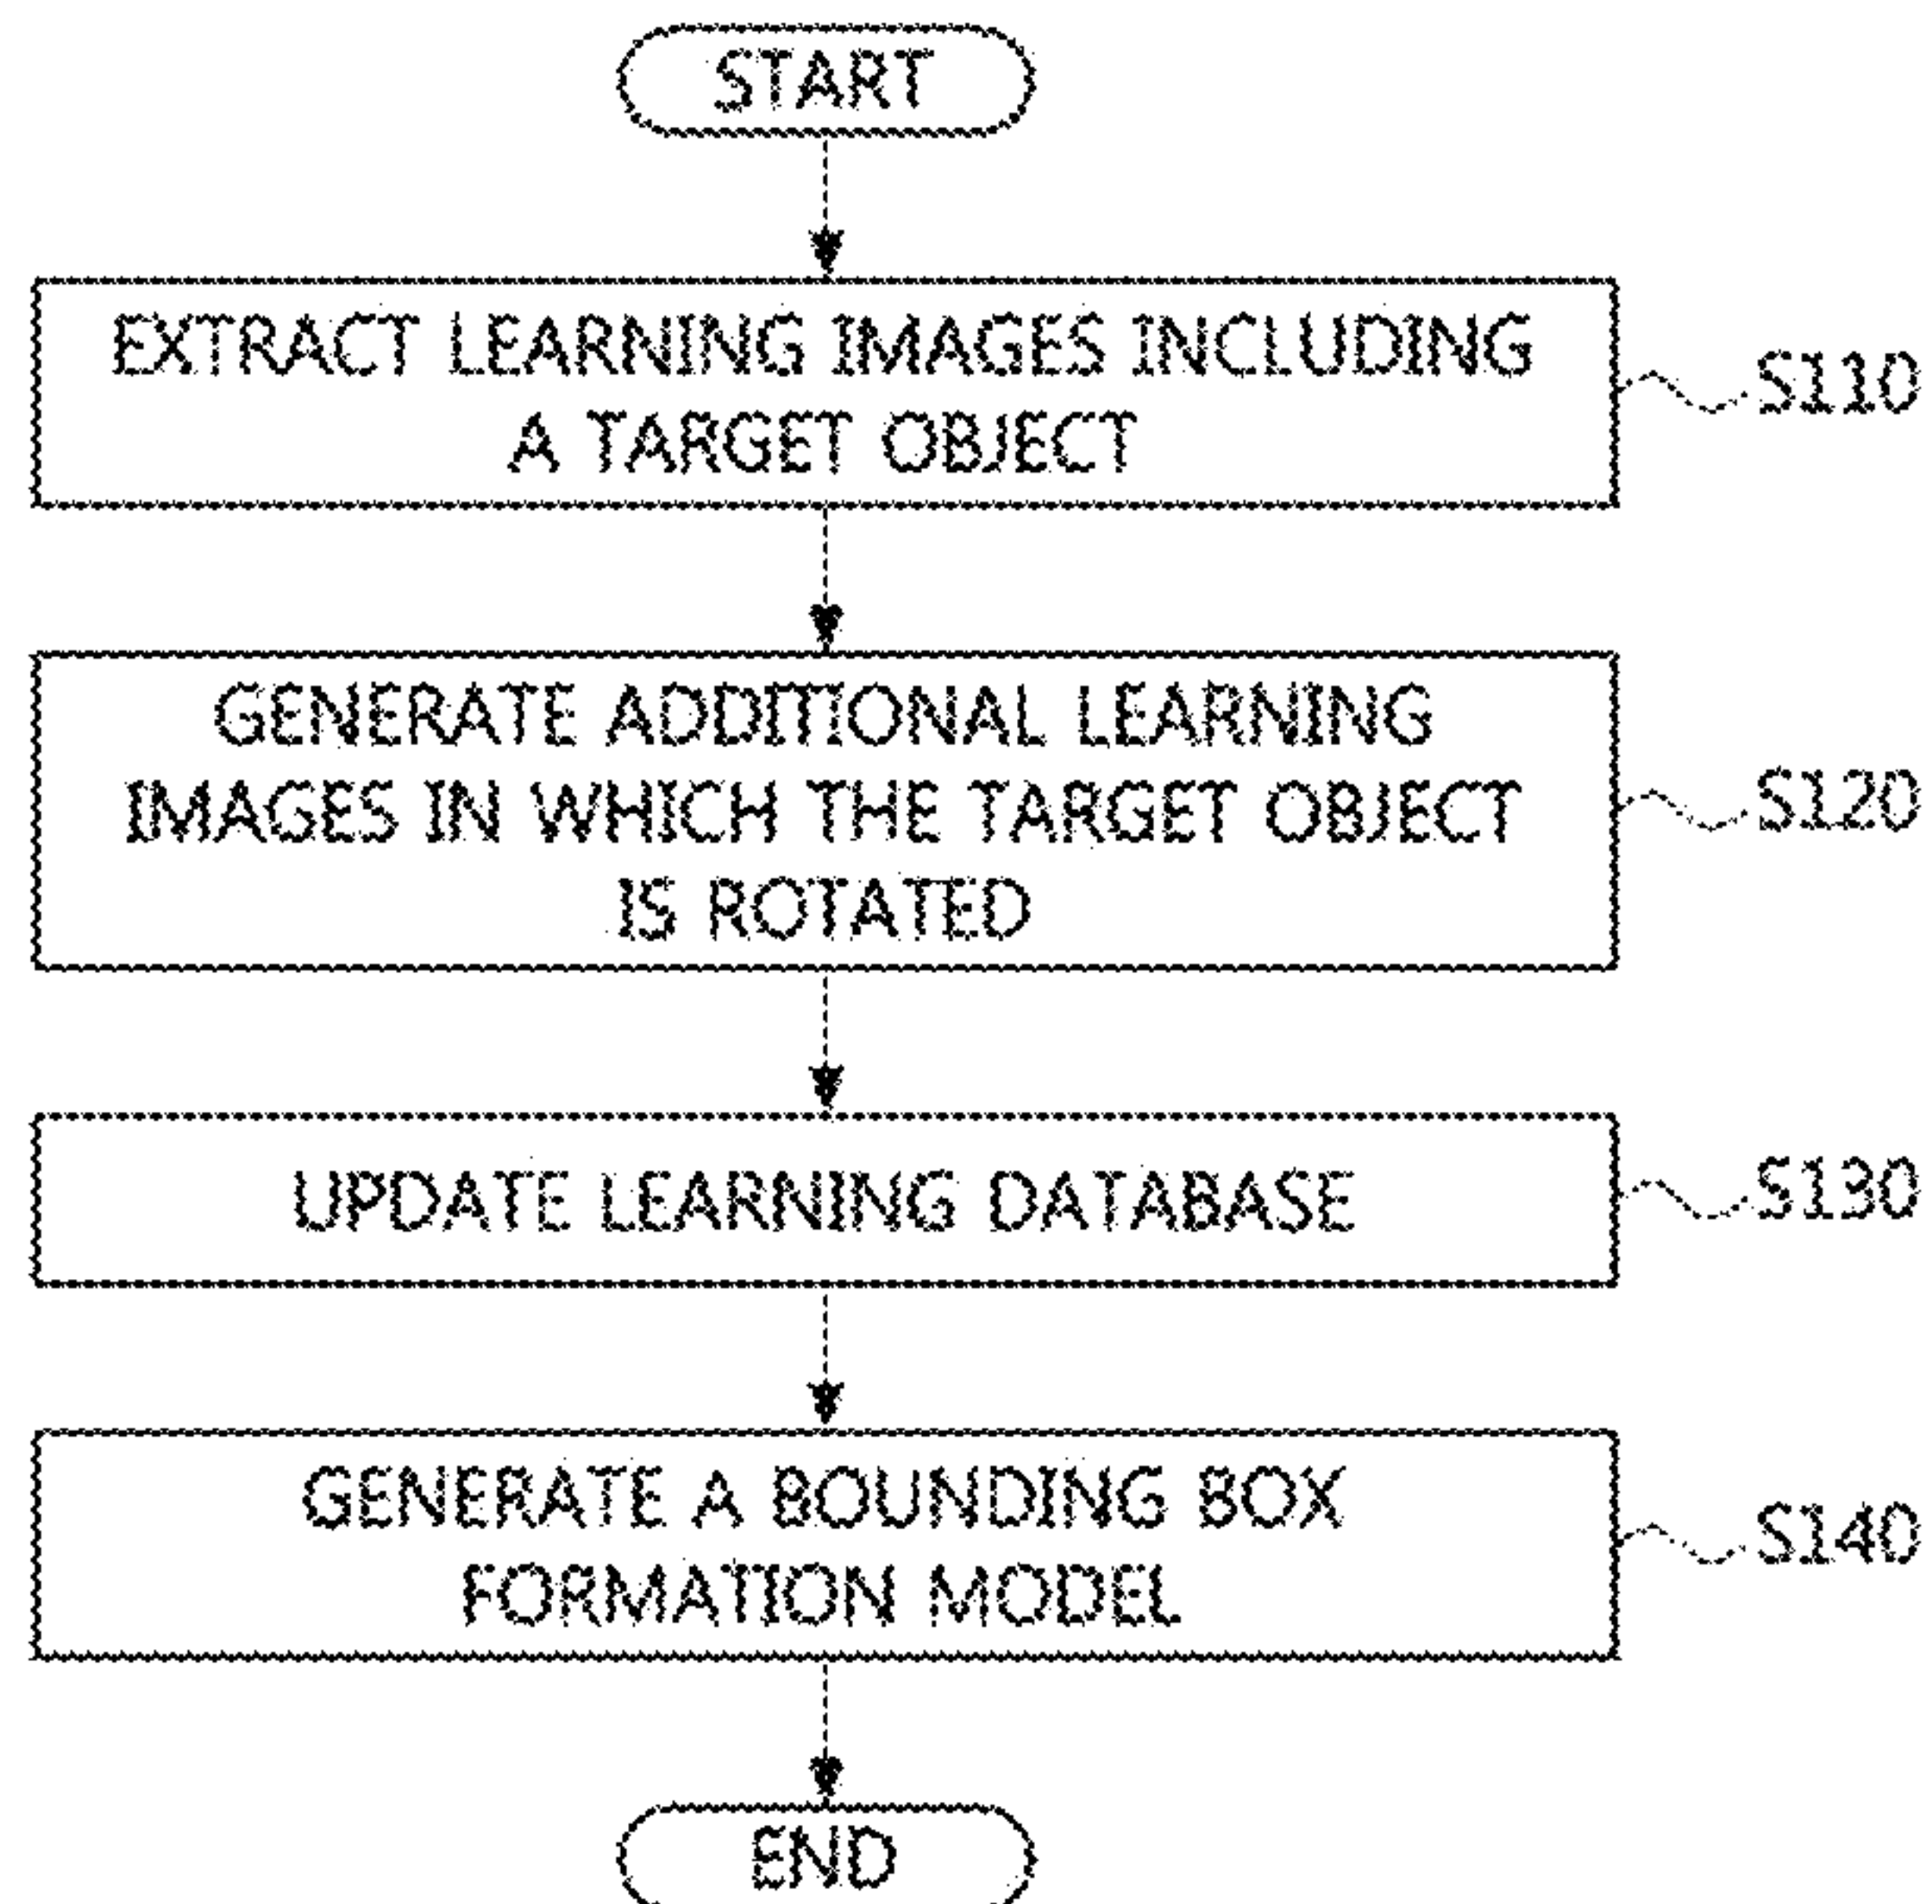 START
EXTRACT LEARNING IMAGES INCLUDING
A TARGET OBJECT
S110
GENERATE ADDITIONAL LEARNING
IMAGES IN WHICH THE TARGET OBJECT
IS ROTATED
S120
UPDATE LEARNING DATABASE
S130
GENERATE A BOUNDING BOX
FORMATION MODEL
S140
END